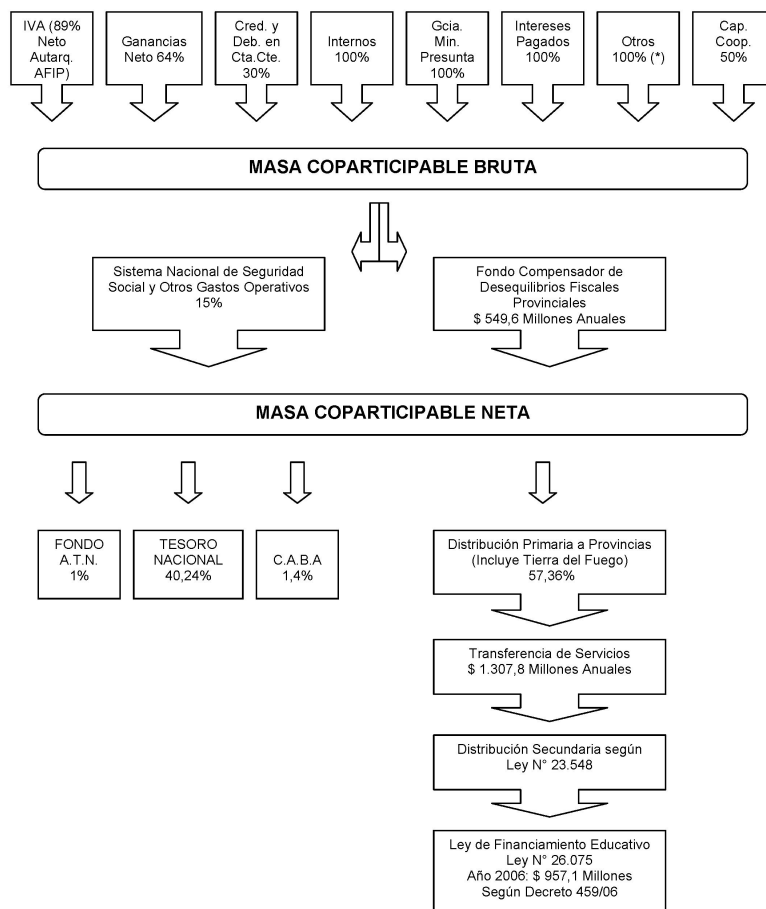 IVA (89%
Neto
Autarq.
AFIP)
Ganancias
Neto 64%
Cred. y
Deb. en
Cta.Cte.
30%
Internos
100%
Gcia.
Min.
Presunta
100%
Intereses
Pagados
100%
Otros
100% (*)
Cap.
Coop.
50%
MASA COPARTICIPABLE BRUTA
Sistema Nacional de Seguridad
Social y Otros Gastos Operativos
15%
Fondo Compensador de
Desequilibrios Fiscales
Provinciales
$ 549,6 Millones Anuales
MASA COPARTICIPABLE NETA
FONDO
A.T.N.
1%
TESORO
NACIONAL
40,24%
C.A.B.A
1,4%
Distribución Primaria a Provincias
(Incluye Tierra del Fuego)
57,36%
Transferencia de Servicios
$ 1.307,8 Millones Anuales
Distribución Secundaria según
Ley N° 23.548
Ley de Financiamiento Educativo
Ley N° 26.075
Año 2006: $ 957,1 Millones
Según Decreto 459/06